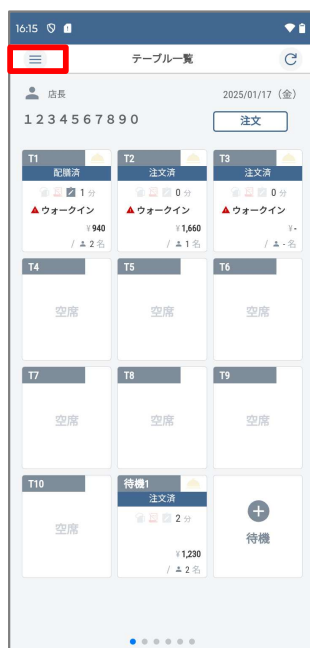 16:15
テーブル一覧
店長
2025/01/17（金）
1234567890
注文
T1
配膳済
1 分
ウォークイン
¥ 940
/ 2 名
T2
注文済
0 分
ウォークイン
¥ 1,660
/ 1 名
T3
注文済
0 分
ウォークイン
¥ -
/ - 名
T4
空席
T5
空席
T6
空席
T7
空席
T8
空席
T9
空席
T10
空席
待機1
注文済
2 分
¥ 1,230
/ 2 名
待機